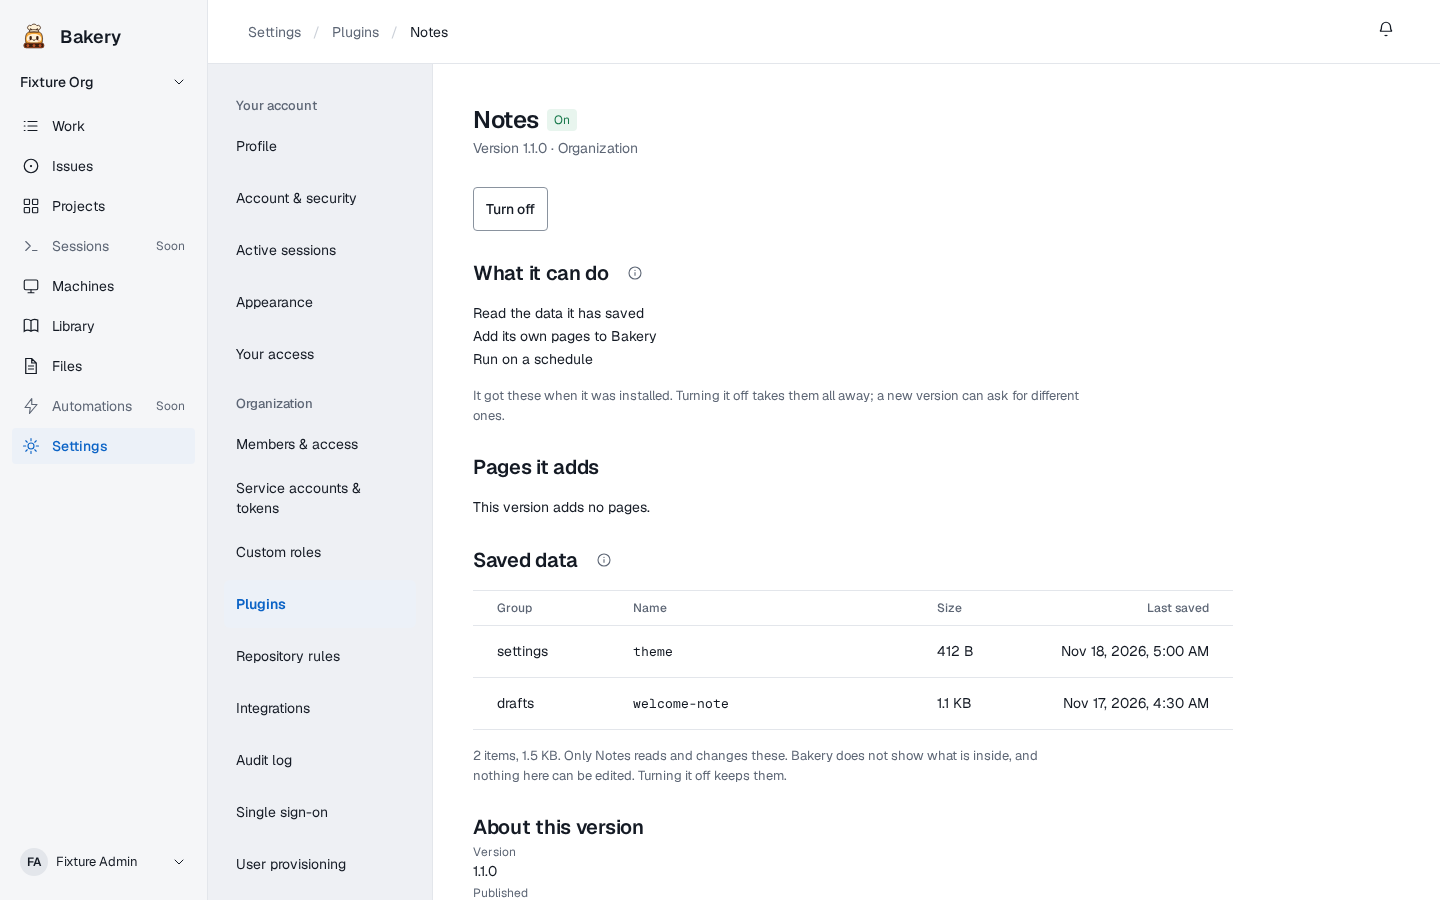 Bakery
Fixture Org
Work
Issues
Projects
Sessions Soon
Machines
Library
Files
Automations Soon
Settings
FA Fixture Admin
Settings / Plugins / Notes
Your account
Profile
Account & security
Active sessions
Appearance
Your access
Organization
Members & access
Service accounts &
tokens
Custom roles
Plugins
Repository rules
Integrations
Audit log
Single sign-on
User provisioning
Notes On
Version 1.1.0 · Organization
Turn off
What it can do
Read the data it has saved
Add its own pages to Bakery
Run on a schedule
It got these when it was installed. Turning it off takes them all away; a new version can ask for different
ones.
Pages it adds
This version adds no pages.
Saved data
Group Name Size Last saved
settings theme 412 B Nov 18, 2026, 5:00 AM
drafts welcome-note 1.1 KB Nov 17, 2026, 4:30 AM
2 items, 1.5 KB. Only Notes reads and changes these. Bakery does not show what is inside, and
nothing here can be edited. Turning it off keeps them.
About this version
Version
1.1.0
Published